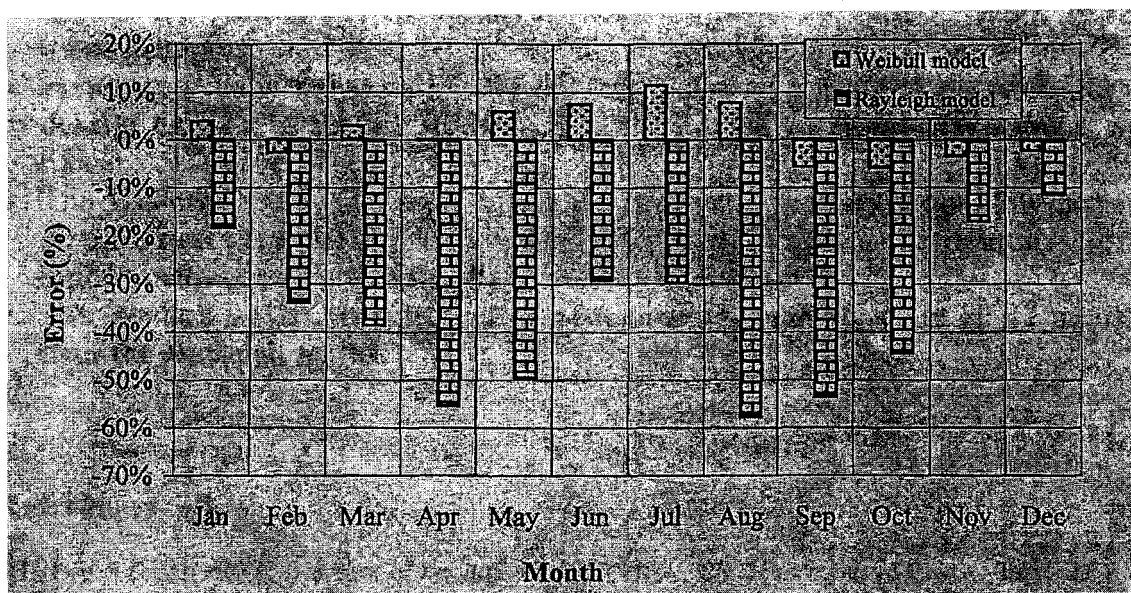 20%
10%
0%
-10%
-20%
-30%
-40%
-50%
-60%
-70%
Error (%)
Weibull model
Rayleigh model
Jan Feb Mar Apr May Jun Jul Aug Sep Oct Nov Dec
Month